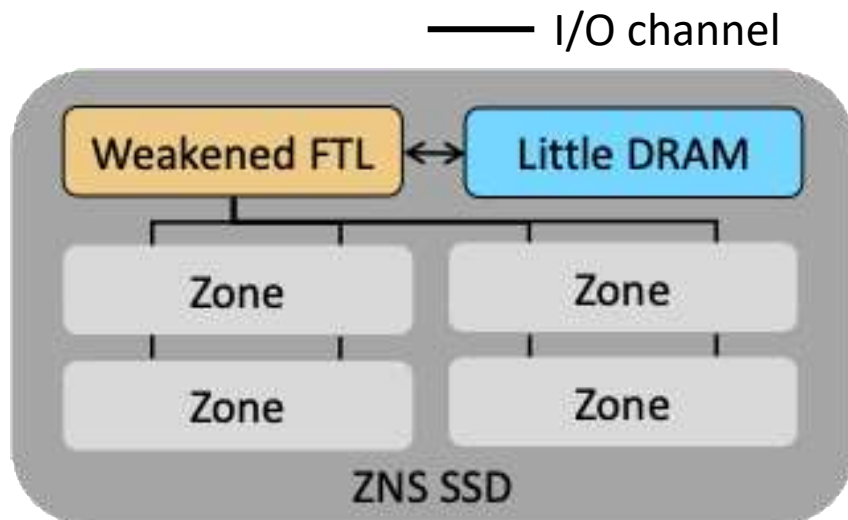 I/O channel
Weakened FTL
Little DRAM
Zone
Zone
Zone
Zone
ZNS SSD